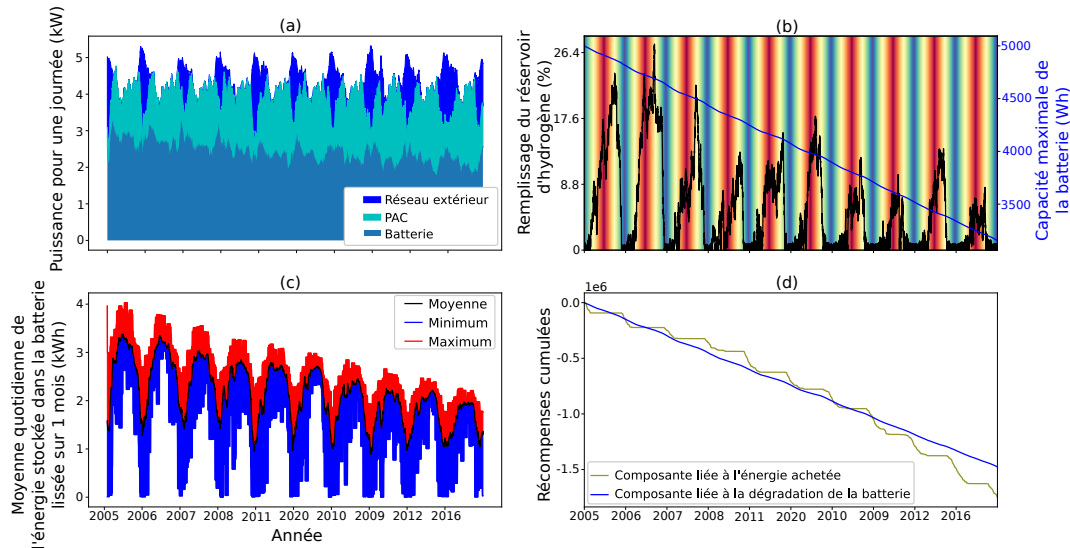 (a)
Puissance pour une journée (kW)
5
4
3
2
1
0
Réseau extérieur
PAC
Batterie
(b)
Remplissage du réservoir
d'hydrogène (%)
26.4
17.6
8.8
0
5000
4500
4000
3500
Capacité maximale de
la batterie (Wh)
(c)
Moyenne quotidienne de
l'énergie stockée dans la batterie
lissée sur 1 mois (kWh)
4
3
2
1
0
Moyenne
Minimum
Maximum
2005 2006 2007 2008 2011 2020 2010 2009 2012 2016
Année
(d)
1e6
Récompenses cumulées
0.0
-0.5
-1.0
-1.5
Composante liée à l'énergie achetée
Composante liée à la dégradation de la batterie
2005 2006 2007 2008 2011 2020 2010 2009 2012 2016